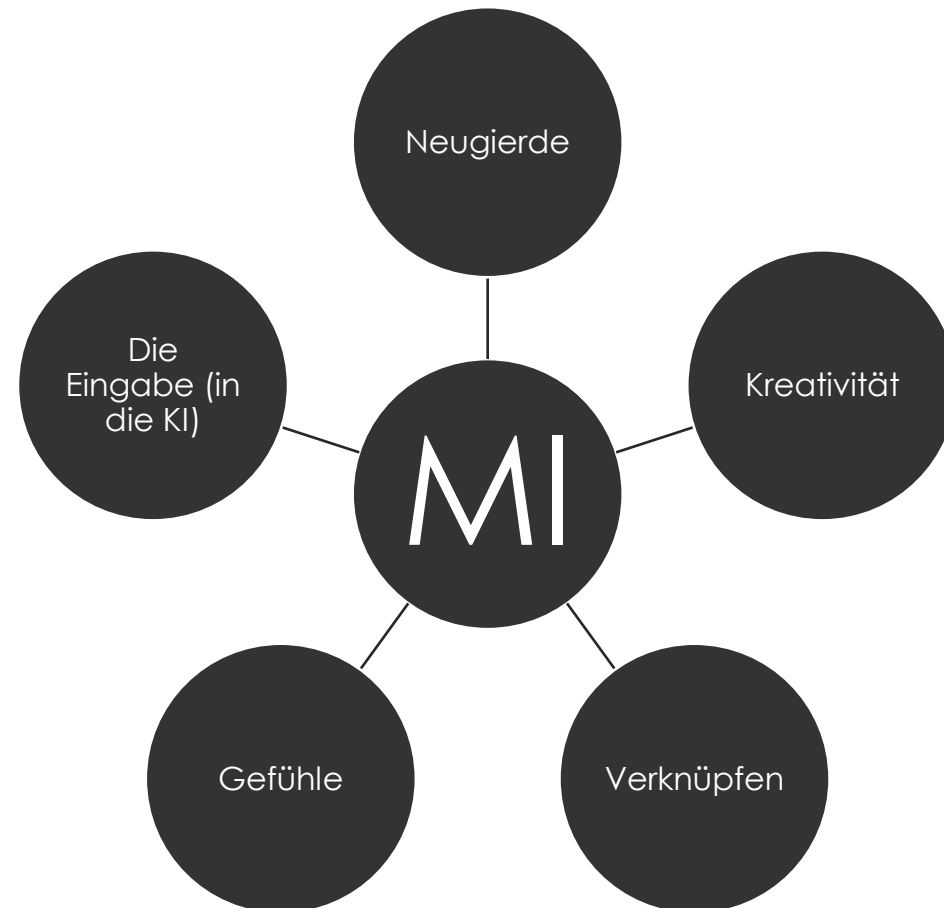 Neugierde
Die
Eingabe (in
die KI)
Kreativität
MI
Gefühle
Verknüpfen